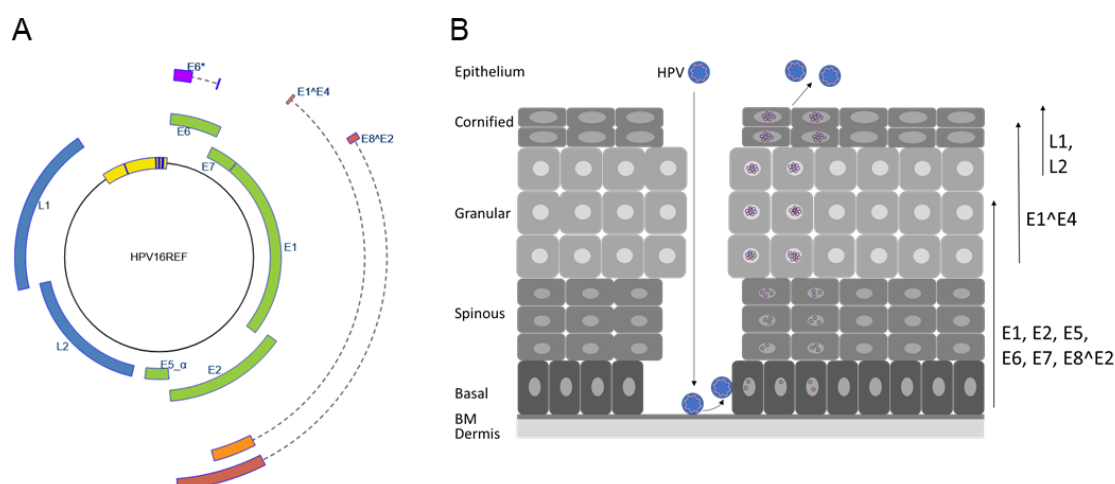 A
E6*
E1^E4
E8^E2
E6
E7
L1
HPV16REF
E1
L2
E5_α
E2
B
Epithelium
HPV
Cornified
L1,
L2
Granular
E1^E4
Spinous
E1, E2, E5,
E6, E7, E8^E2
Basal
BM
Dermis